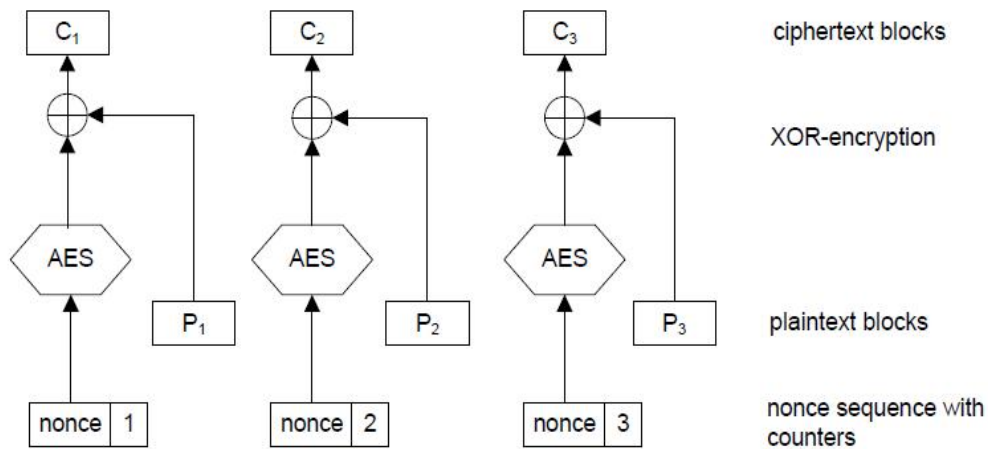 C₁ C₂ C₃ ciphertext blocks
XOR-encryption
AES AES AES
P₁ P₂ P₃ plaintext blocks
nonce 1 nonce 2 nonce 3 nonce sequence with
counters